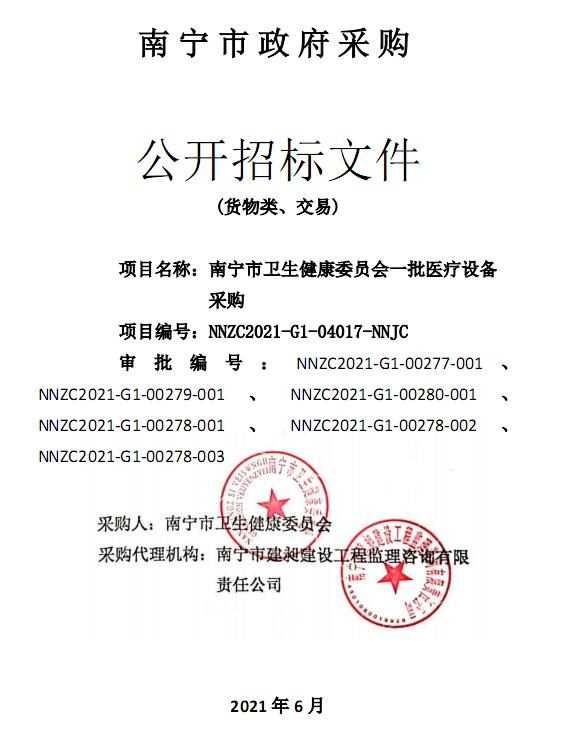 南宁市政府采购
公开招标文件
(货物类、交易)
项目名称：南宁市卫生健康委员会一批医疗设备
采购
项目编号：NNZC2021-G1-04017-NNJC
审批编号：NNZC2021-G1-00277-001、
NNZC2021-G1-00279-001、NNZC2021-G1-00280-001、
NNZC2021-G1-00278-001、NNZC2021-G1-00278-002、
NNZC2021-G1-00278-003
采购人：南宁市卫生健康委员会
采购代理机构：南宁市建昶建设工程监理咨询有限
责任公司
2021 年 6 月